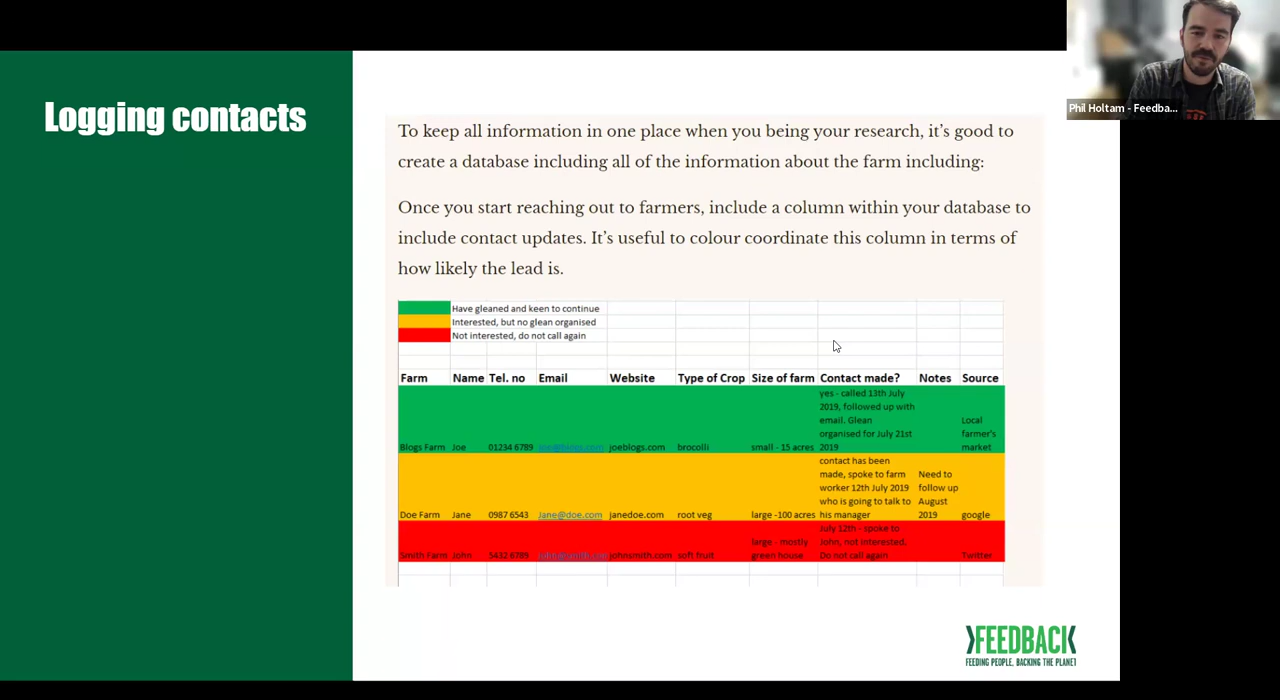 Logging contacts
To keep all information in one place when you being your research, it's good to
create a database including all of the information about the farm including:
Once you start reaching out to farmers, include a column within your database to
include contact updates. It's useful to colour coordinate this column in terms of
how likely the lead is.
Have gleaned and keen to continue
Interested, but no glean organised
Not interested, do not call again
Farm Name Tel. no Email Website Type of Crop Size of farm Contact made? Notes Source
yes - called 13th July
2019, followed up with
email. Glean Local
organised for July 21st farmer's
Blogs Farm Joe 01234 6789 joeblogs.com brocolli small - 15 acres 2019 market
contact has been
made, spoke to farm Need to
worker 12th July 2019 follow up
who is going to talk to August
Doe Farm Jane 0987 6543 Jane@doe.com janedoe.com root veg large -100 acres his manager 2019 google
July 12th - spoke to
large - mostly John, not interested.
Smith Farm John 5432 6789 johnsmith.com soft fruit green house Do not call again Twitter
Phil Holtam - Feedba...
FEEDBACK
FEEDING PEOPLE, BACKING THE PLANET